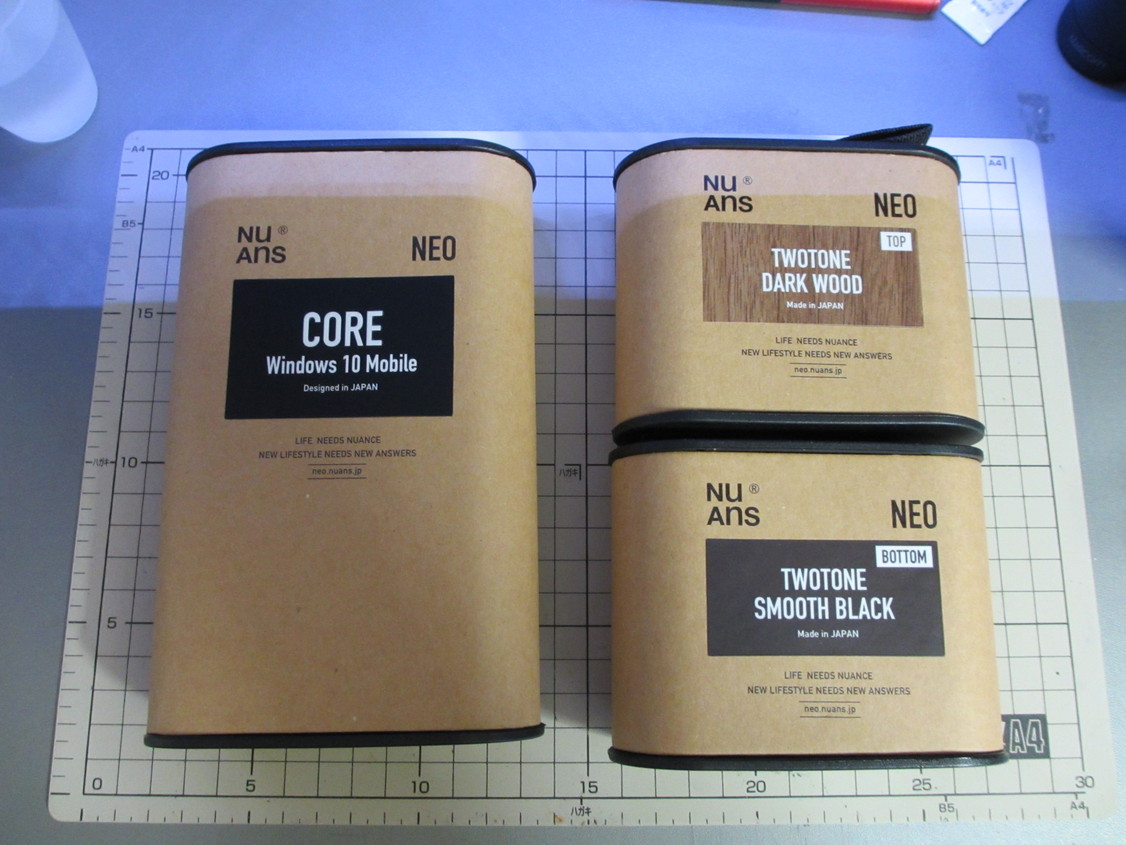 NU ®
Ans
NEO
CORE
Windows 10 Mobile
Designed in JAPAN
LIFE NEEDS NUANCE
NEW LIFESTYLE NEEDS NEW ANSWERS
neo.nuans.jp
NU ®
Ans
NEO
TOP
TWOTONE
DARK WOOD
Made in JAPAN
LIFE NEEDS NUANCE
NEW LIFESTYLE NEEDS NEW ANSWERS
neo.nuans.jp
NU ®
Ans
NEO
BOTTOM
TWOTONE
SMOOTH BLACK
Made in JAPAN
LIFE NEEDS NUANCE
NEW LIFESTYLE NEEDS NEW ANSWERS
neo.nuans.jp
A4
A4
20
B5
15
ハガキ
10
ハガキ
5
A4
0
5
10
15
20
25
30
ハガキ
B5
A4